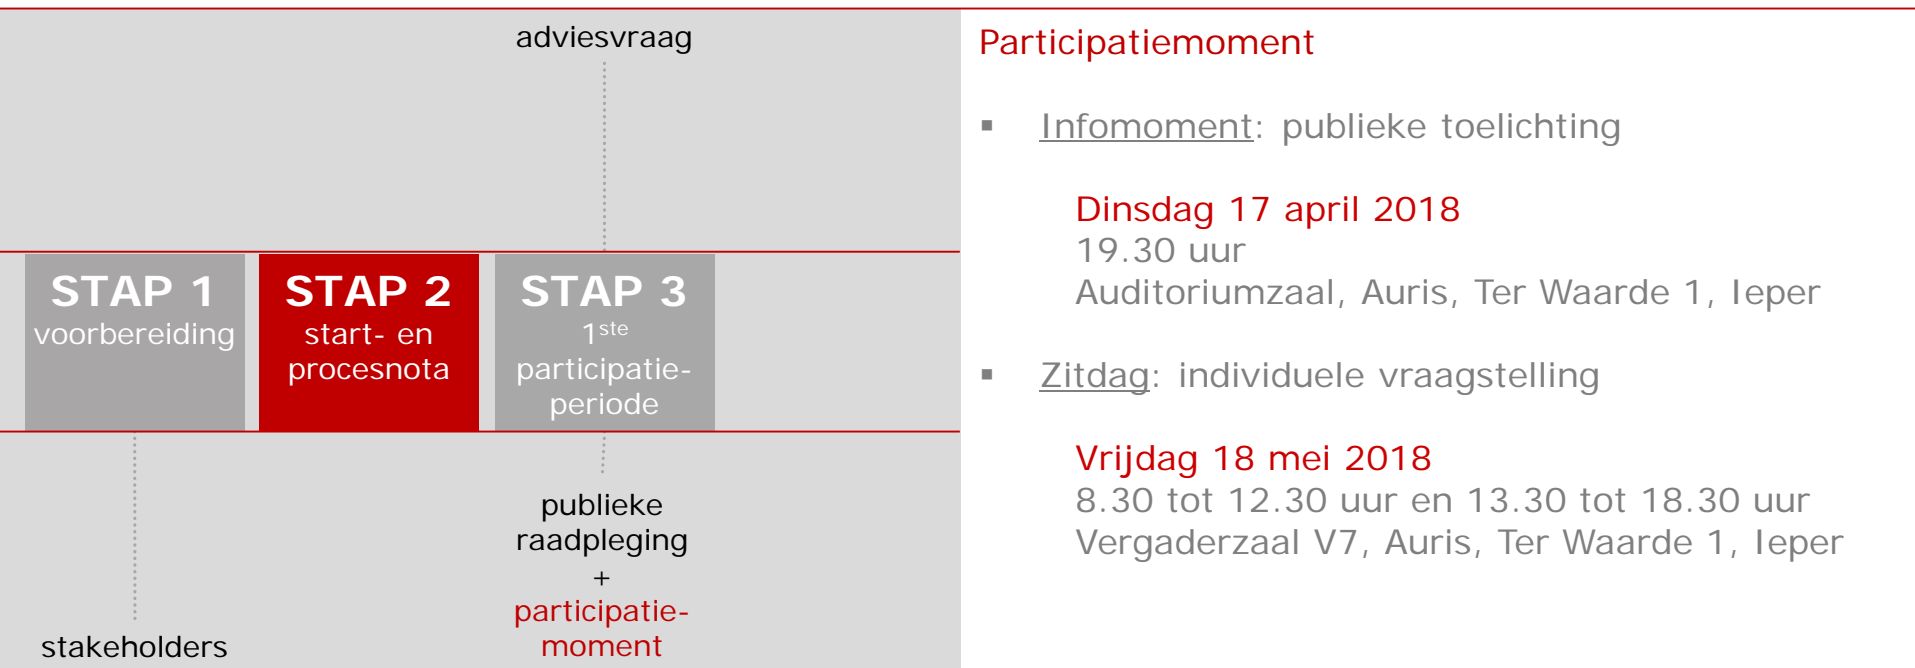 adviesvraag
STAP 1
voorbereiding
STAP 2
start- en
procesnota
STAP 3
1ste
participatie-
periode
stakeholders
publieke
raadpleging
+
participatie-
moment
Participatiemoment
▪ Infomoment: publieke toelichting
Dinsdag 17 april 2018
19.30 uur
Auditoriumzaal, Auris, Ter Waarde 1, Ieper
▪ Zitdag: individuele vraagstelling
Vrijdag 18 mei 2018
8.30 tot 12.30 uur en 13.30 tot 18.30 uur
Vergaderzaal V7, Auris, Ter Waarde 1, Ieper